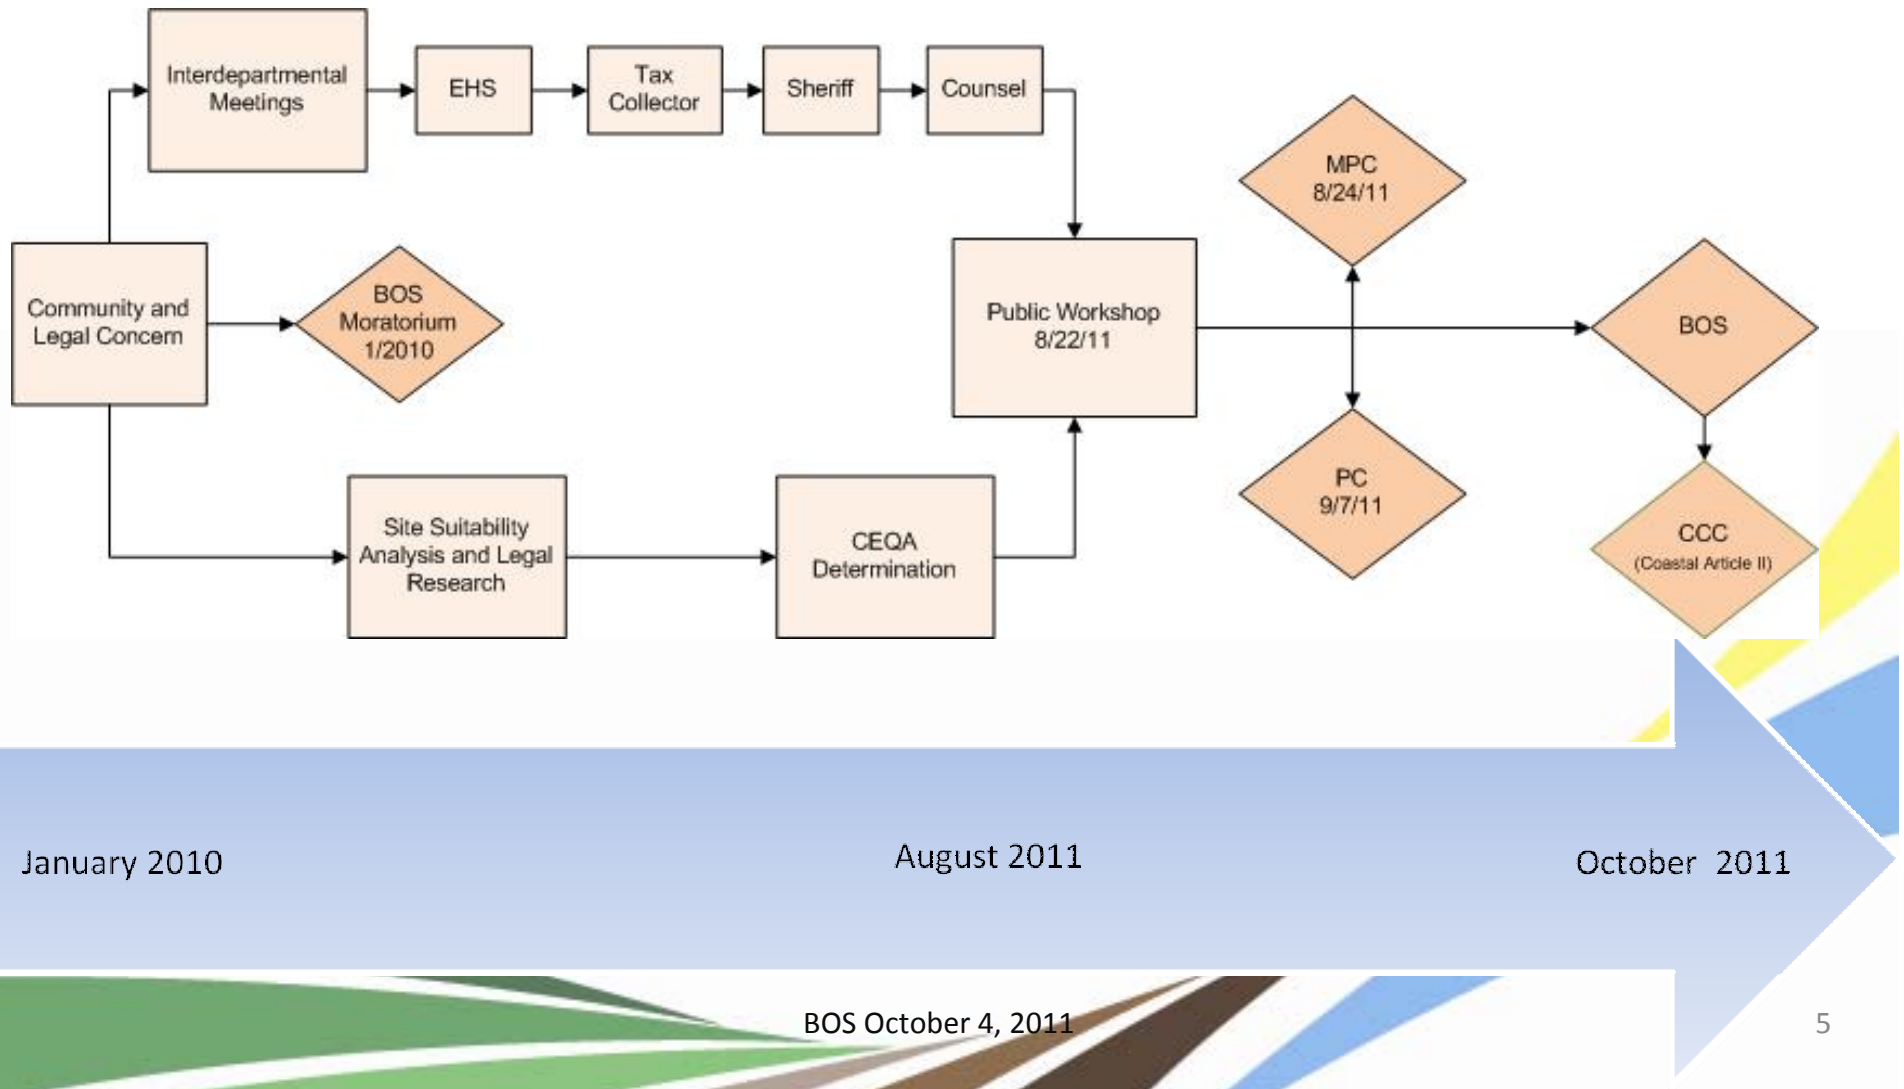 Interdepartmental
Meetings
EHS
Tax
Collector
Sheriff
Counsel
MPC
8/24/11
Community and
Legal Concern
BOS
Moratorium
1/2010
Public Workshop
8/22/11
BOS
PC
9/7/11
Site Suitability
Analysis and Legal
Research
CEQA
Determination
CCC
(Coastal Article II)
January 2010
August 2011
October 2011
BOS October 4, 2011
5